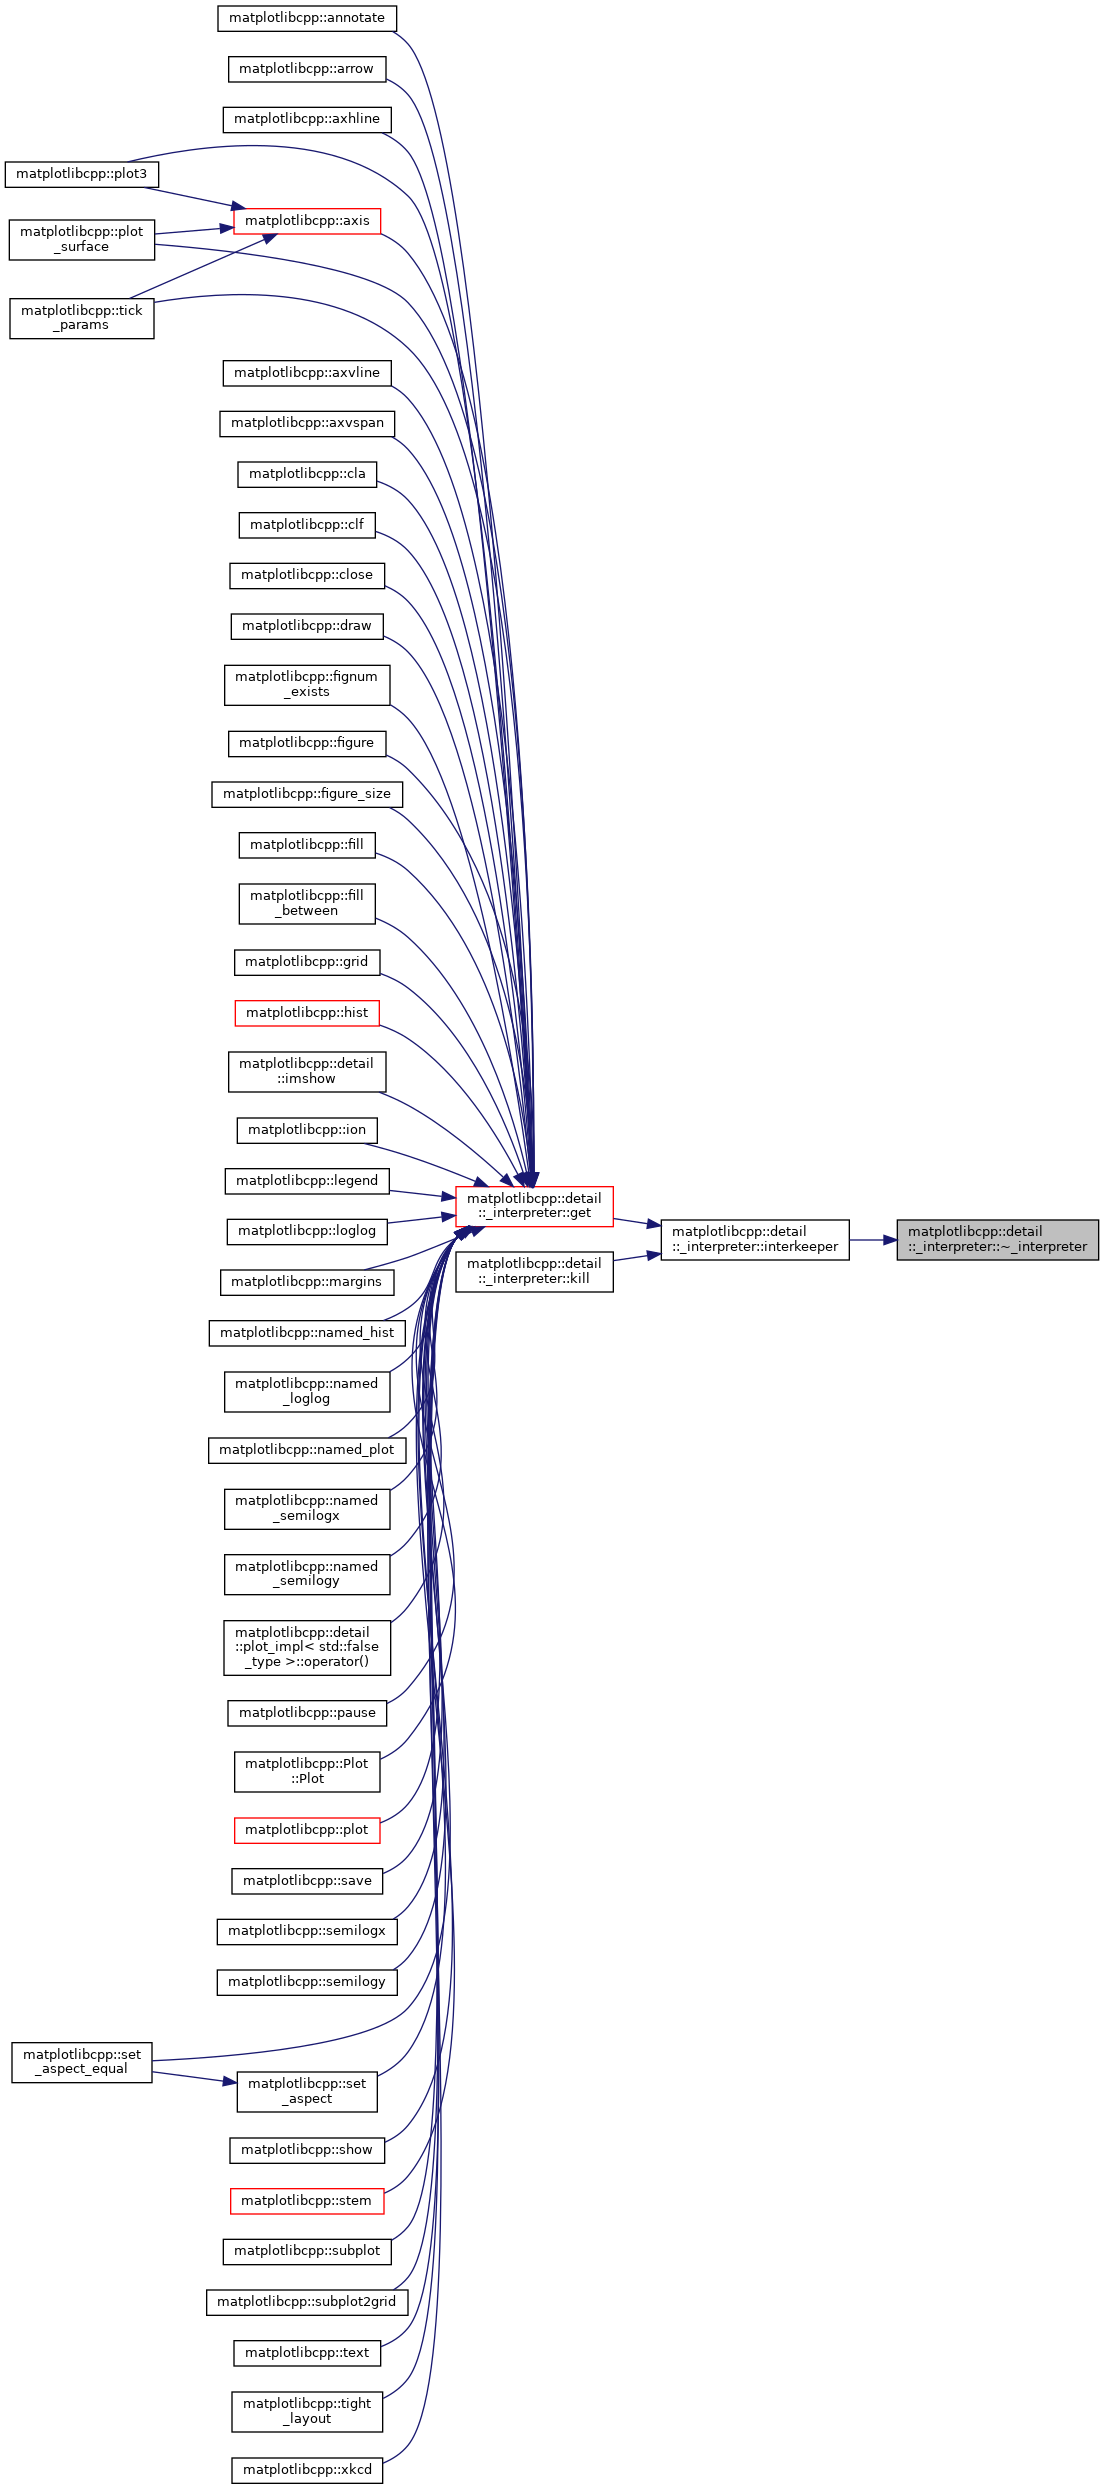 matplotlibcpp::annotate
matplotlibcpp::arrow
matplotlibcpp::axhline
matplotlibcpp::plot3
matplotlibcpp::axis
matplotlibcpp::plot
_surface
matplotlibcpp::tick
_params
matplotlibcpp::axvline
matplotlibcpp::axvspan
matplotlibcpp::cla
matplotlibcpp::clf
matplotlibcpp::close
matplotlibcpp::draw
matplotlibcpp::fignum
_exists
matplotlibcpp::figure
matplotlibcpp::figure_size
matplotlibcpp::fill
matplotlibcpp::fill
_between
matplotlibcpp::grid
matplotlibcpp::hist
matplotlibcpp::detail
::imshow
matplotlibcpp::ion
matplotlibcpp::legend
matplotlibcpp::loglog
matplotlibcpp::margins
matplotlibcpp::detail
::_interpreter::get
matplotlibcpp::detail
::_interpreter::kill
matplotlibcpp::detail
::_interpreter::interkeeper
matplotlibcpp::detail
::_interpreter::~_interpreter
matplotlibcpp::named_hist
matplotlibcpp::named
_loglog
matplotlibcpp::named_plot
matplotlibcpp::named
_semilogx
matplotlibcpp::named
_semilogy
matplotlibcpp::detail
::plot_impl< std::false
_type >::operator()
matplotlibcpp::pause
matplotlibcpp::Plot
::Plot
matplotlibcpp::plot
matplotlibcpp::save
matplotlibcpp::semilogx
matplotlibcpp::semilogy
matplotlibcpp::set
_aspect_equal
matplotlibcpp::set
_aspect
matplotlibcpp::show
matplotlibcpp::stem
matplotlibcpp::subplot
matplotlibcpp::subplot2grid
matplotlibcpp::text
matplotlibcpp::tight
_layout
matplotlibcpp::xkcd